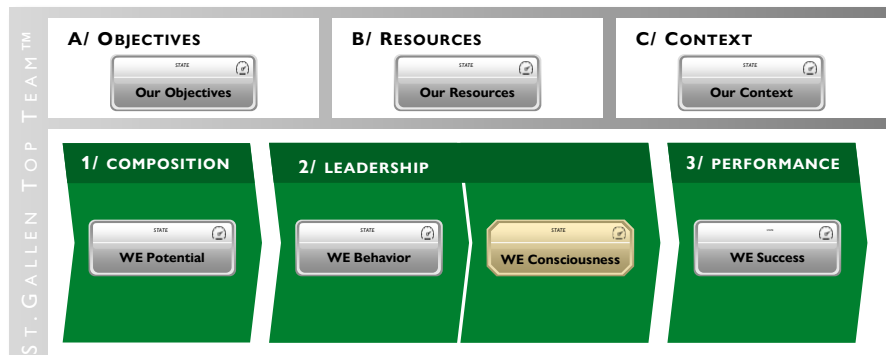 ST.GALLEN TOP TEAM™
A/ OBJECTIVES
STATE
Our Objectives
B/ RESOURCES
STATE
Our Resources
C/ CONTEXT
STATE
Our Context
1/ COMPOSITION
STATE
WE Potential
2/ LEADERSHIP
STATE
WE Behavior
STATE
WE Consciousness
3/ PERFORMANCE
---
WE Success